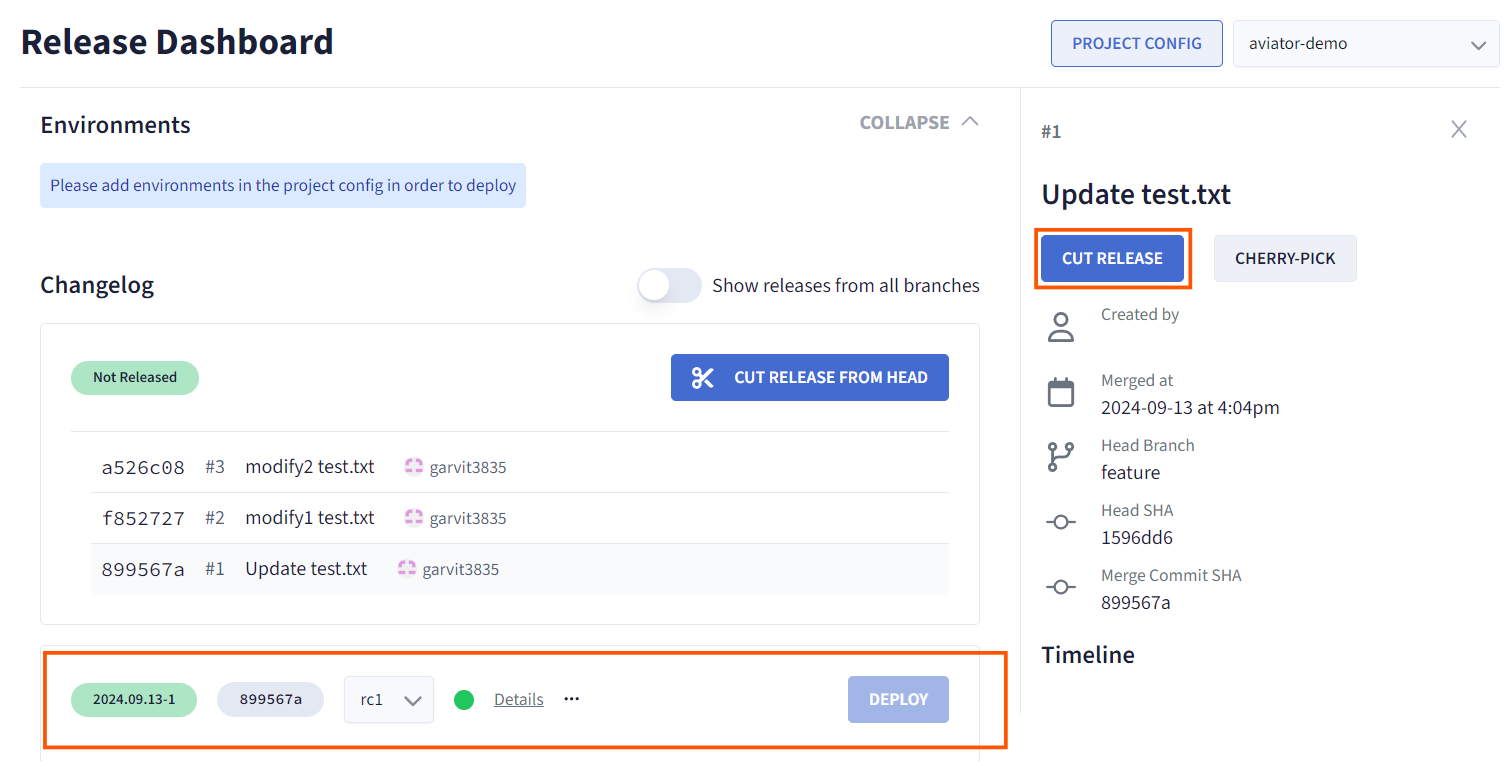 Release Dashboard
PROJECT CONFIG
aviator-demo
Environments
COLLAPSE
Please add environments in the project config in order to deploy
Changelog
Show releases from all branches
Not Released
CUT RELEASE FROM HEAD
a526c08 #3 modify2 test.txt garvit3835
f852727 #2 modify1 test.txt garvit3835
899567a #1 Update test.txt garvit3835
2024.09.13-1 899567a rc1 Details ••• DEPLOY
#1
Update test.txt
CUT RELEASE
CHERRY-PICK
Created by
Merged at
2024-09-13 at 4:04pm
Head Branch
feature
Head SHA
1596dd6
Merge Commit SHA
899567a
Timeline